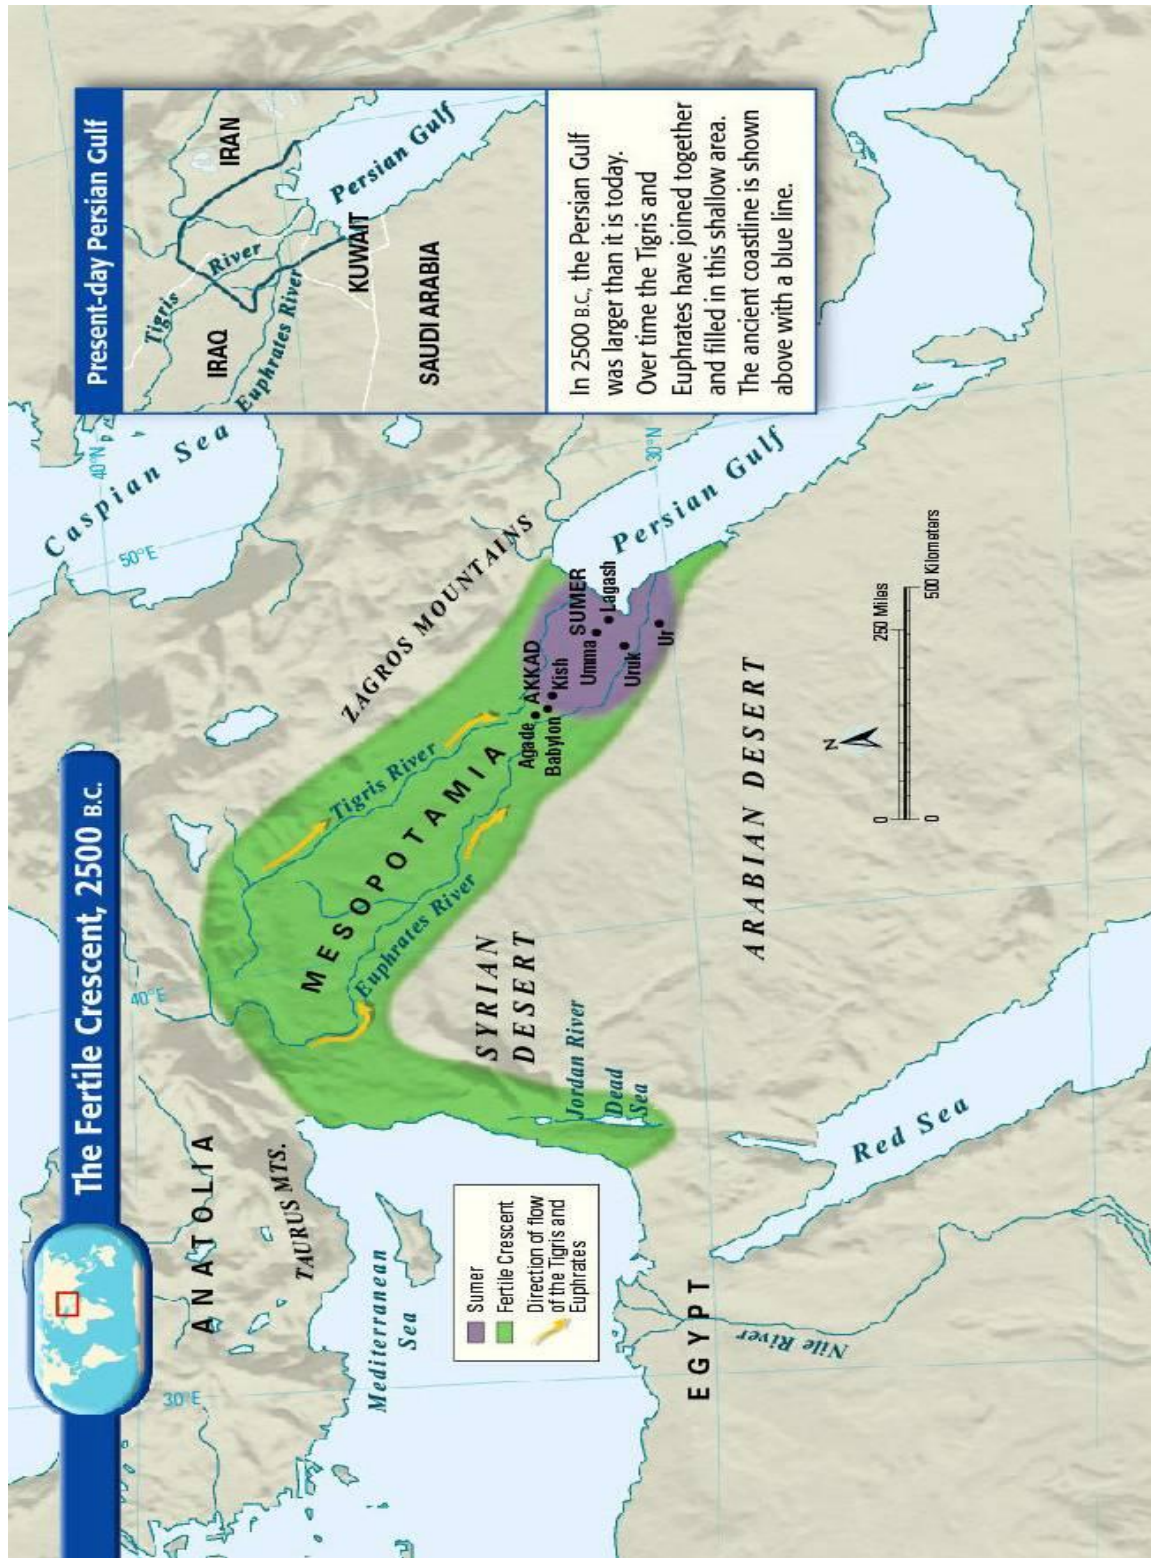 The Fertile Crescent, 2500 B.C.
Present-day Persian Gulf
IRAN
Tigris
River
IRAQ
Euphrates River
Persian Gulf
KUWAIT
SAUDI ARABIA
In 2500 B.C., the Persian Gulf
was larger than it is today.
Over time the Tigris and
Euphrates have joined together
and filled in this shallow area.
The ancient coastline is shown
above with a blue line.
Caspian Sea
40°N
50°E
40°E
30°E
30°N
ANATOLIA
TAURUS MTS.
ZAGROS MOUNTAINS
Tigris River
MESOPOTAMIA
Euphrates River
Agade
AKKAD
Babylon
Kish
SUMER
Umma
Lagash
Uruk
Ur
Persian Gulf
Mediterranean
Sea
SYRIAN
DESERT
Jordan River
Dead
Sea
ARABIAN DESERT
Sumer
Fertile Crescent
Direction of flow
of the Tigris and
Euphrates
EGYPT
Nile River
Red Sea
N
0 250 Miles
0 500 Kilometers